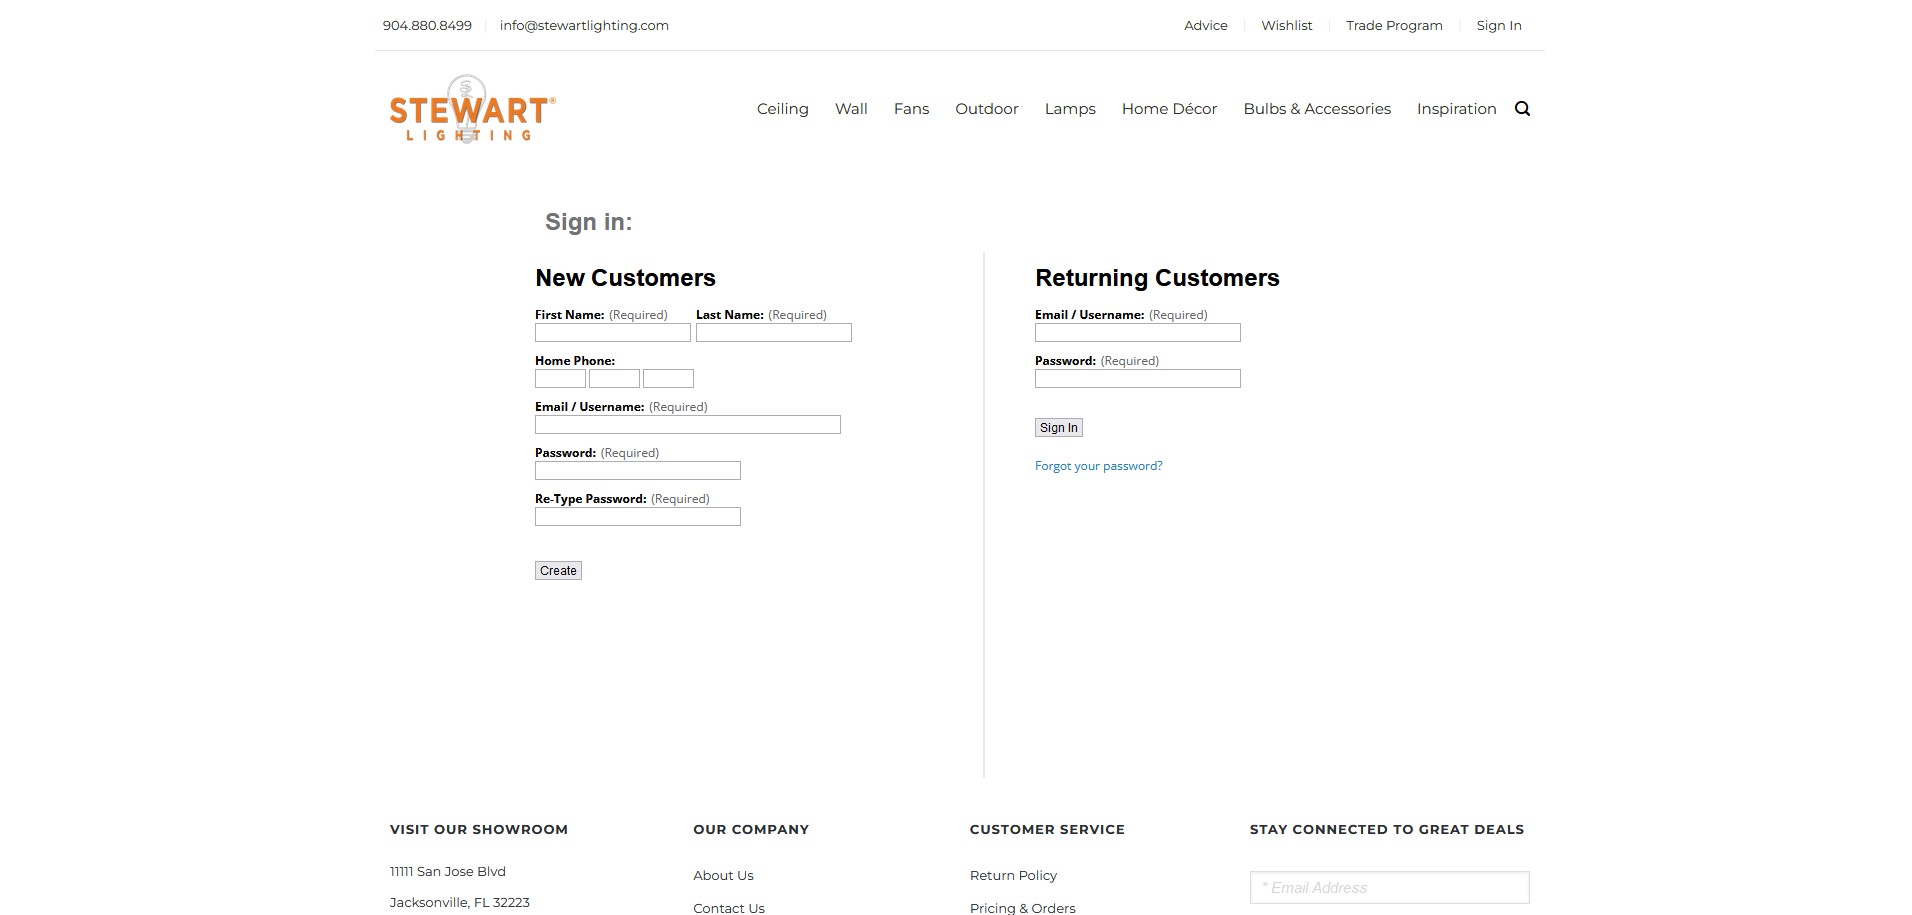 904.880.8499 info@stewartlighting.com Advice Wishlist Trade Program Sign In
STEWART®
LIGHTING
Ceiling Wall Fans Outdoor Lamps Home Décor Bulbs & Accessories Inspiration
Sign in:
New Customers
First Name: (Required) Last Name: (Required)
Home Phone:
Email / Username: (Required)
Password: (Required)
Re-Type Password: (Required)
Create
Returning Customers
Email / Username: (Required)
Password: (Required)
Sign In
Forgot your password?
VISIT OUR SHOWROOM
11111 San Jose Blvd
Jacksonville, FL 32223
OUR COMPANY
About Us
Contact Us
CUSTOMER SERVICE
Return Policy
Pricing & Orders
STAY CONNECTED TO GREAT DEALS
* Email Address